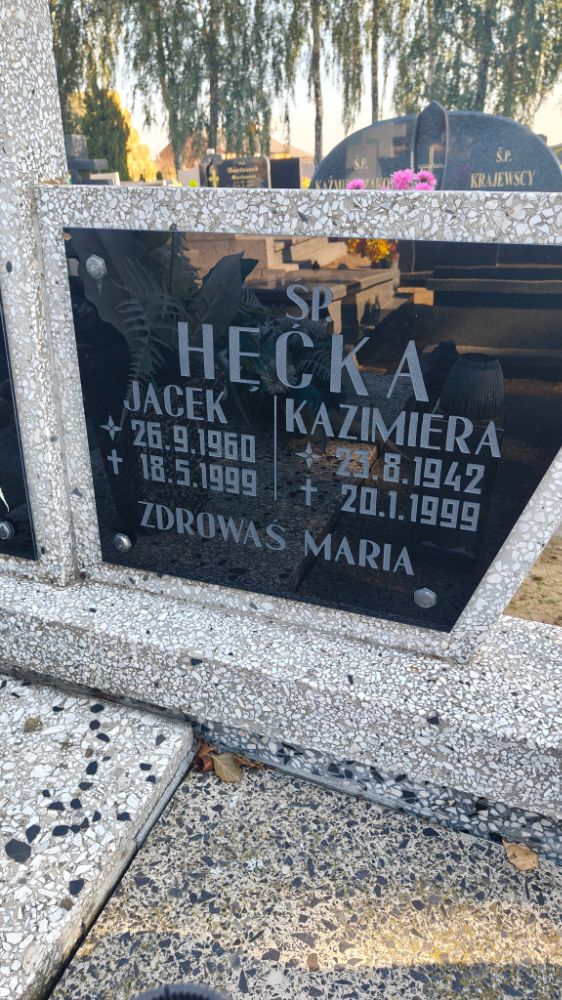 Ś.P.
Ś.P.
KRAJEWSCY
ŚP.
HĘĆKA
JACEK
26.9.1960
18.5.1999
KAZIMIERA
23.8.1942
20.1.1999
ZDROWAŚ MARIA